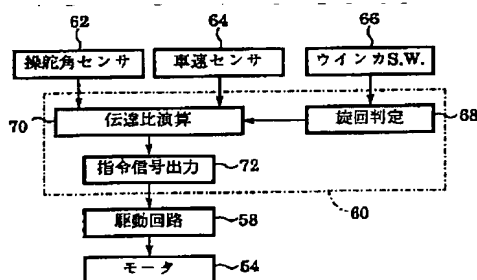 62
64
66
操舵角センサ
車速センサ
ウインカS.W.
70
伝達比演算
旋回判定
68
指令信号出力
72
60
駆動回路
58
モータ
54